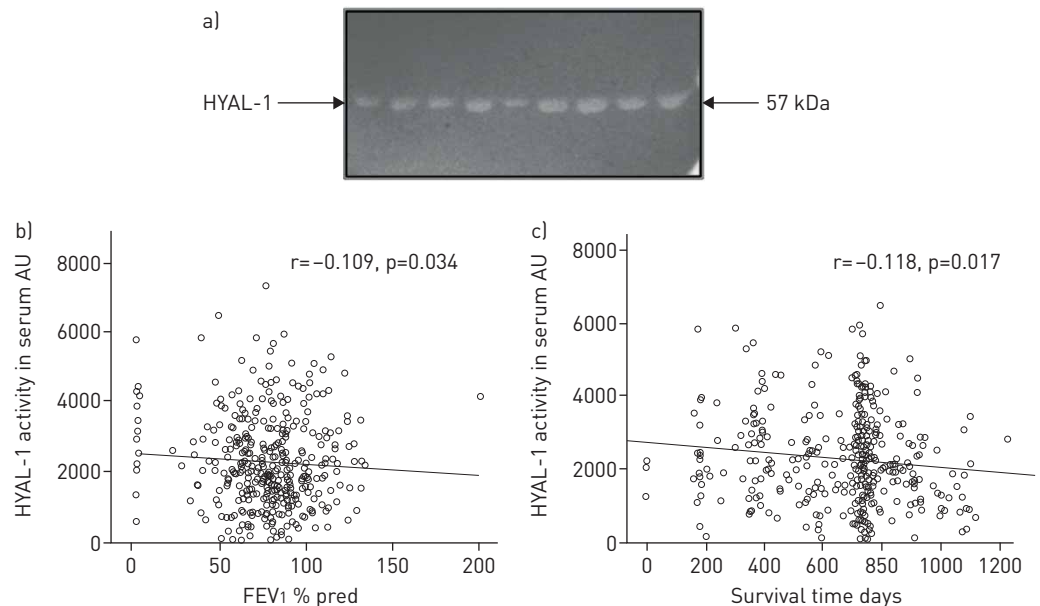 a)
HYAL-1
57 kDa
b)
HYAL-1 activity in serum AU
8000
6000
4000
2000
0
r=–0.109, p=0.034
0 50 100 150 200
FEV1 % pred
c)
HYAL-1 activity in serum AU
8000
6000
4000
2000
0
r=–0.118, p=0.017
0 200 400 600 850 1000 1200
Survival time days